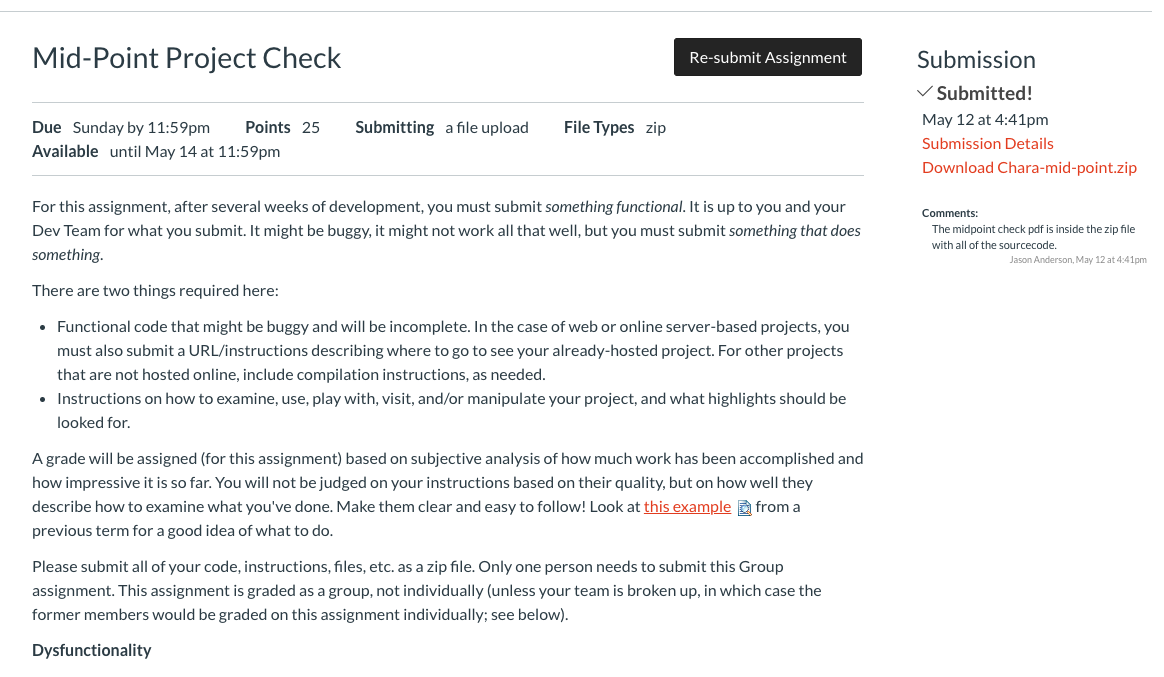 Mid-Point Project Check
Re-submit Assignment
Due Sunday by 11:59pm Points 25 Submitting a file upload File Types zip
Available until May 14 at 11:59pm
For this assignment, after several weeks of development, you must submit something functional. It is up to you and your
Dev Team for what you submit. It might be buggy, it might not work all that well, but you must submit something that does
something.
There are two things required here:
• Functional code that might be buggy and will be incomplete. In the case of web or online server-based projects, you
must also submit a URL/instructions describing where to go to see your already-hosted project. For other projects
that are not hosted online, include compilation instructions, as needed.
• Instructions on how to examine, use, play with, visit, and/or manipulate your project, and what highlights should be
looked for.
A grade will be assigned (for this assignment) based on subjective analysis of how much work has been accomplished and
how impressive it is so far. You will not be judged on your instructions based on their quality, but on how well they
describe how to examine what you've done. Make them clear and easy to follow! Look at this example from a
previous term for a good idea of what to do.
Please submit all of your code, instructions, files, etc. as a zip file. Only one person needs to submit this Group
assignment. This assignment is graded as a group, not individually (unless your team is broken up, in which case the
former members would be graded on this assignment individually; see below).
Dysfunctionality
Submission
Submitted!
May 12 at 4:41pm
Submission Details
Download Chara-mid-point.zip
Comments:
The midpoint check pdf is inside the zip file
with all of the sourcecode.
Jason Anderson, May 12 at 4:41pm